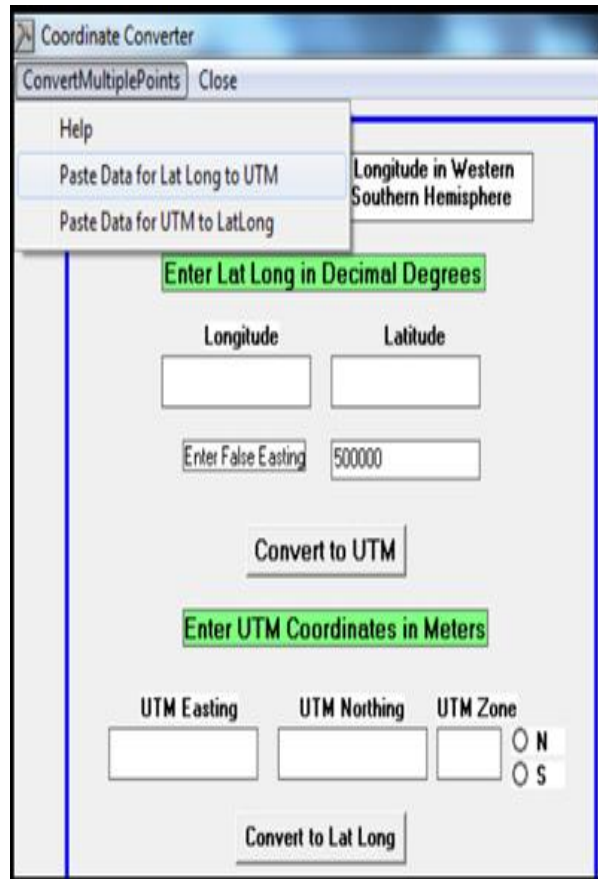 Coordinate Converter
ConvertMultiplePoints Close
Help
Paste Data for Lat Long to UTM
Paste Data for UTM to LatLong
Longitude in Western
Southern Hemisphere
Enter Lat Long in Decimal Degrees
Longitude Latitude
Enter False Easting 500000
Convert to UTM
Enter UTM Coordinates in Meters
UTM Easting UTM Northing UTM Zone
N
S
Convert to Lat Long